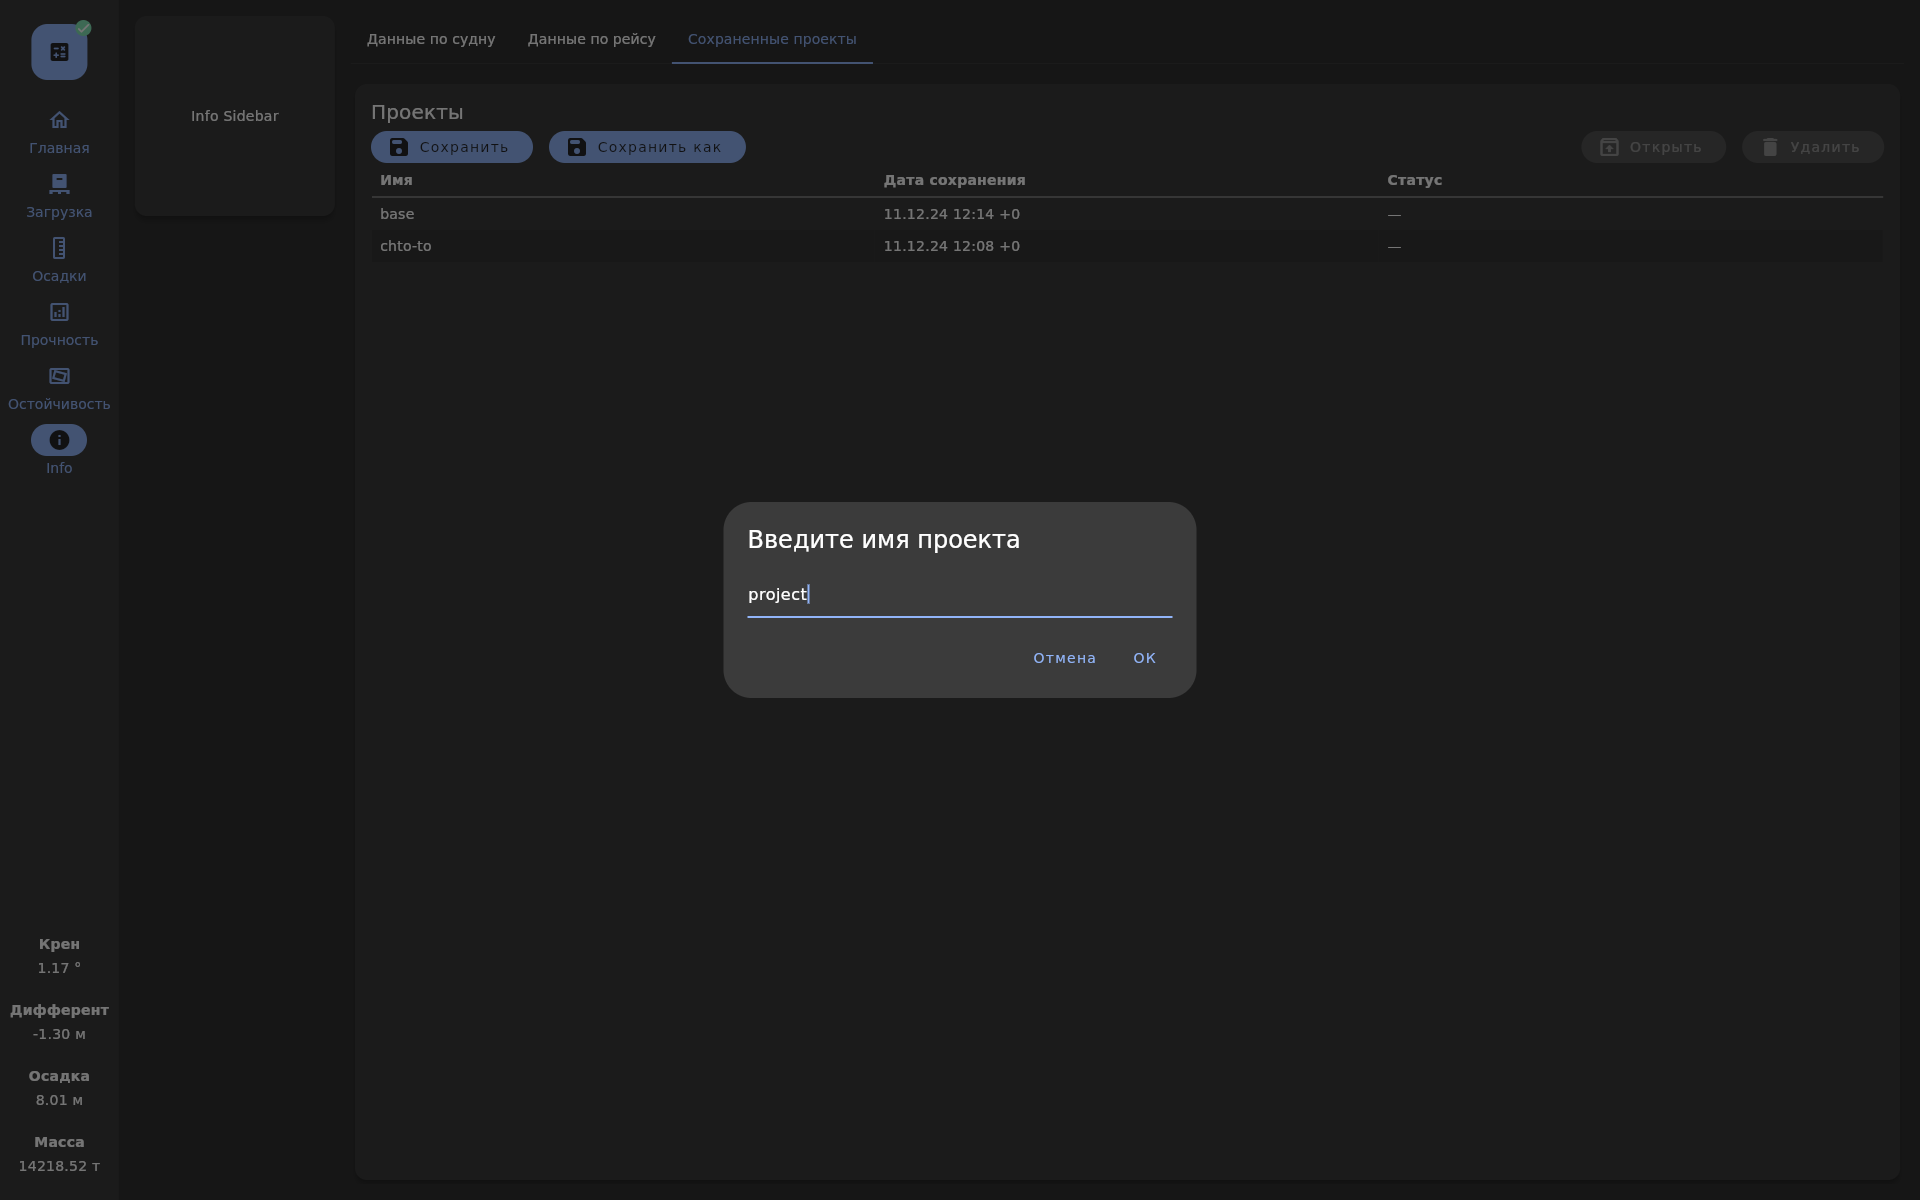 Главная
Загрузка
Осадки
Прочность
Остойчивость
Info
Крен
1.17 °
Дифферент
-1.30 м
Осадка
8.01 м
Масса
14218.52 т
Info Sidebar
Данные по судну Данные по рейсу Сохраненные проекты
Проекты
Сохранить Сохранить как Открыть Удалить
Имя Дата сохранения Статус
base 11.12.24 12:14 +0 —
chto-to 11.12.24 12:08 +0 —
Введите имя проекта
project
Отмена ОК